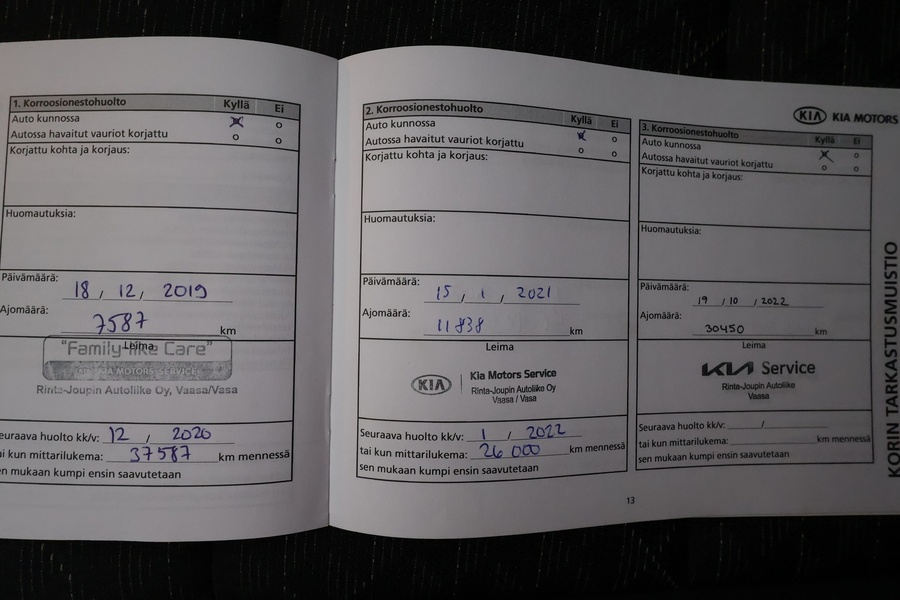 1. Korroosionestohuolto Kyllä Ei
Auto kunnossa
Autossa havaitut vauriot korjattu
Korjattu kohta ja korjaus:
Huomautuksia:
Päivämäärä:
18, 12, 2019
Ajomäärä:
7587 km
Leima
"Family-like Care"
KIA MOTORS SERVICE
Rinta-Joupin Autoliike Oy, Vaasa/Vasa
Seuraava huolto kk/v: 12 / 2020
tai kun mittarilukema: 37587 km mennessä
sen mukaan kumpi ensin saavutetaan
2. Korroosionestohuolto Kyllä Ei
Auto kunnossa
Autossa havaitut vauriot korjattu
Korjattu kohta ja korjaus:
Huomautuksia:
Päivämäärä:
15, 1, 2021
Ajomäärä:
11838 km
Leima
KIA Kia Motors Service
Rinta-Joupin Autoliike Oy
Vaasa / Vasa
Seuraava huolto kk/v: 1, 2022
tai kun mittarilukema: 26 000 km mennessä
sen mukaan kumpi ensin saavutetaan
13
KIA KIA MOTORS
3. Korroosionestohuolto Kyllä Ei
Auto kunnossa
Autossa havaitut vauriot korjattu
Korjattu kohta ja korjaus:
Huomautuksia:
Päivämäärä:
19 / 10 / 2022
Ajomäärä:
30450 km
Leima
KIA Service
Rinta-Joupin Autoliike
Vaasa
Seuraava huolto kk/v: /
tai kun mittarilukema: km mennessä
sen mukaan kumpi ensin saavutetaan
KORIN TARKASTUSMUISTIO